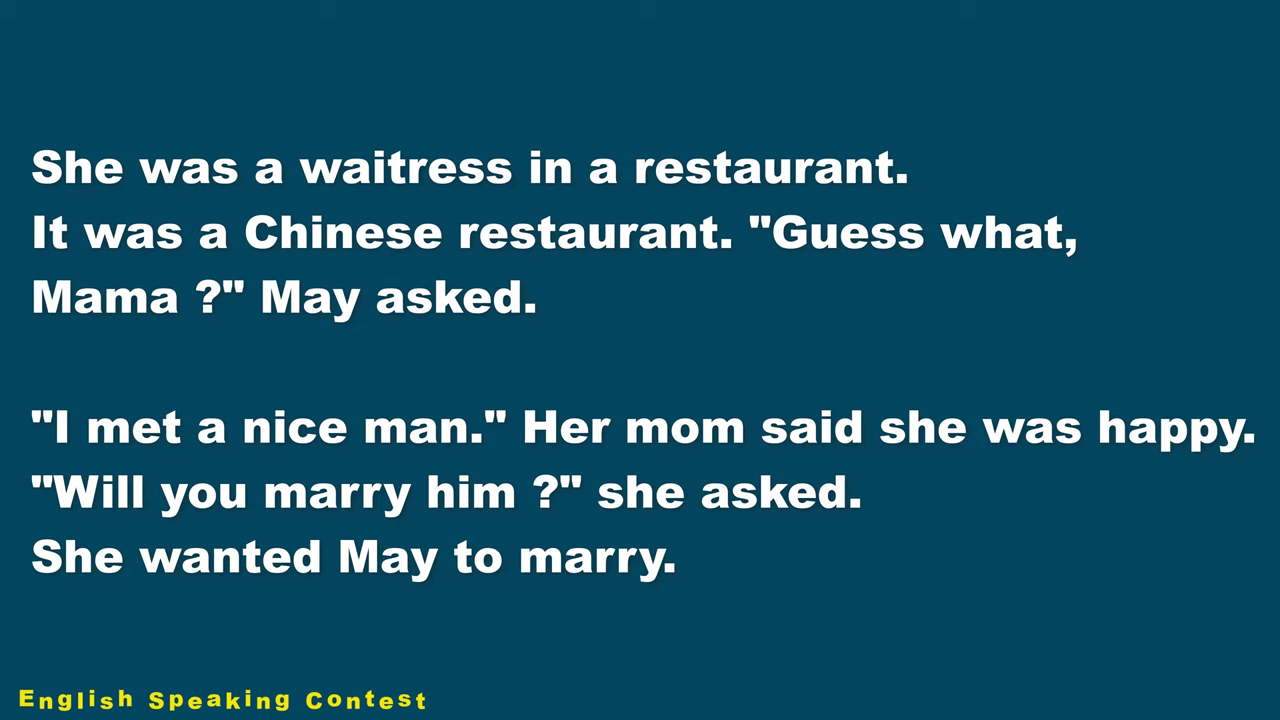 She was a waitress in a restaurant.
It was a Chinese restaurant. "Guess what,
Mama ?" May asked.
"I met a nice man." Her mom said she was happy.
"Will you marry him ?" she asked.
She wanted May to marry.
English Speaking Contest